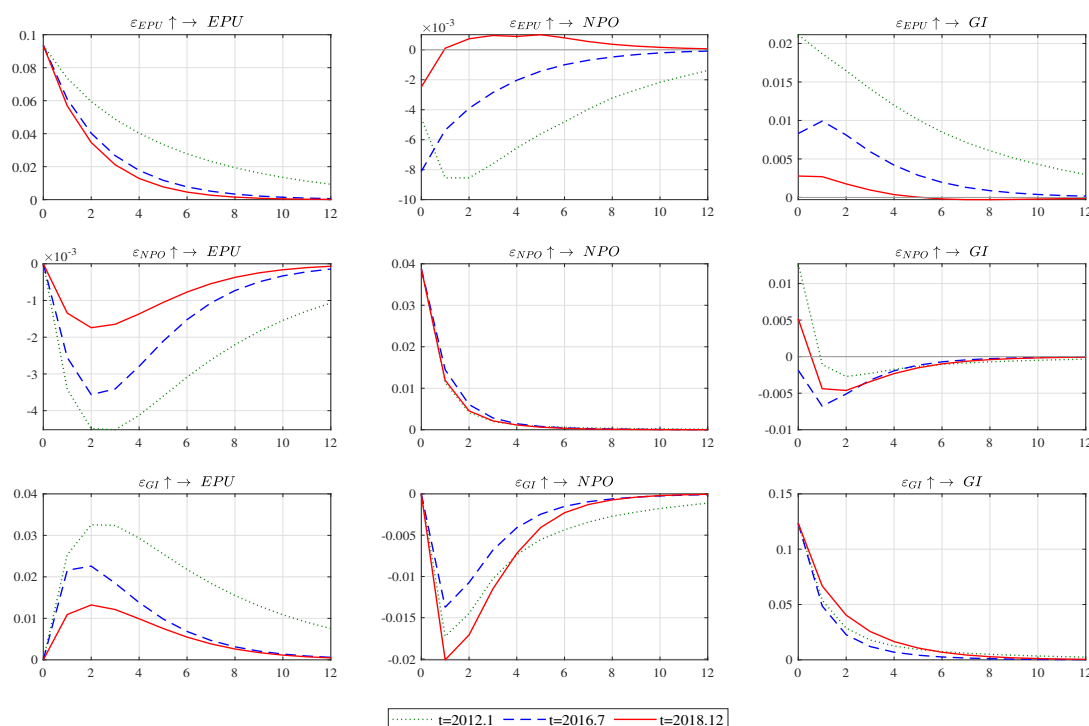 ε_EPU ↑ → EPU
0.1
0.08
0.06
0.04
0.02
0
0 2 4 6 8 10 12
ε_EPU ↑ → NPO
×10⁻³
2
0
-2
-4
-6
-8
-10
0 2 4 6 8 10 12
ε_EPU ↑ → GI
0.02
0.015
0.01
0.005
0
0 2 4 6 8 10 12
ε_NPO ↑ → EPU
×10⁻³
0
-1
-2
-3
-4
0 2 4 6 8 10 12
ε_NPO ↑ → NPO
0.04
0.03
0.02
0.01
0
0 2 4 6 8 10 12
ε_NPO ↑ → GI
0.01
0.005
0
-0.005
-0.01
0 2 4 6 8 10 12
ε_GI ↑ → EPU
0.04
0.03
0.02
0.01
0
0 2 4 6 8 10 12
ε_GI ↑ → NPO
0
-0.005
-0.01
-0.015
-0.02
0 2 4 6 8 10 12
ε_GI ↑ → GI
0.15
0.1
0.05
0
0 2 4 6 8 10 12
t=2012.1 t=2016.7 t=2018.12